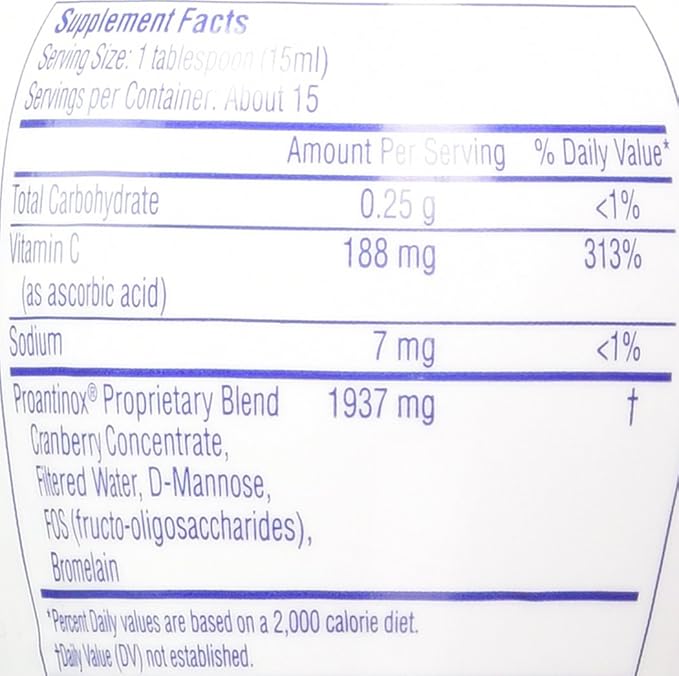 Supplement Facts
Serving Size: 1 tablespoon (15ml)
Servings per Container: About 15
Amount Per Serving % Daily Value*
Total Carbohydrate 0.25 g <1%
Vitamin C 188 mg 313%
(as ascorbic acid)
Sodium 7 mg <1%
Proantinox® Proprietary Blend 1937 mg †
Cranberry Concentrate,
Filtered Water, D-Mannose,
FOS (fructo-oligosaccharides),
Bromelain
*Percent Daily values are based on a 2,000 calorie diet.
†Daily Value (DV) not established.